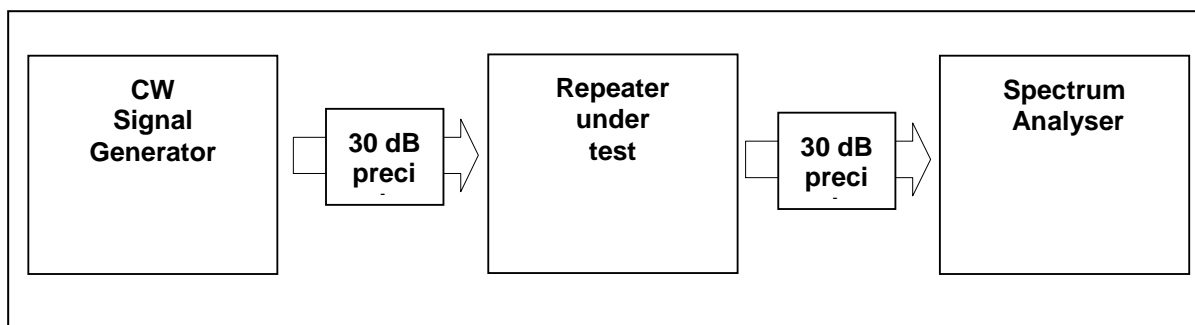 CW
Signal
Generator
30 dB
preci
-
Repeater
under
test
30 dB
preci
-
Spectrum
Analyser